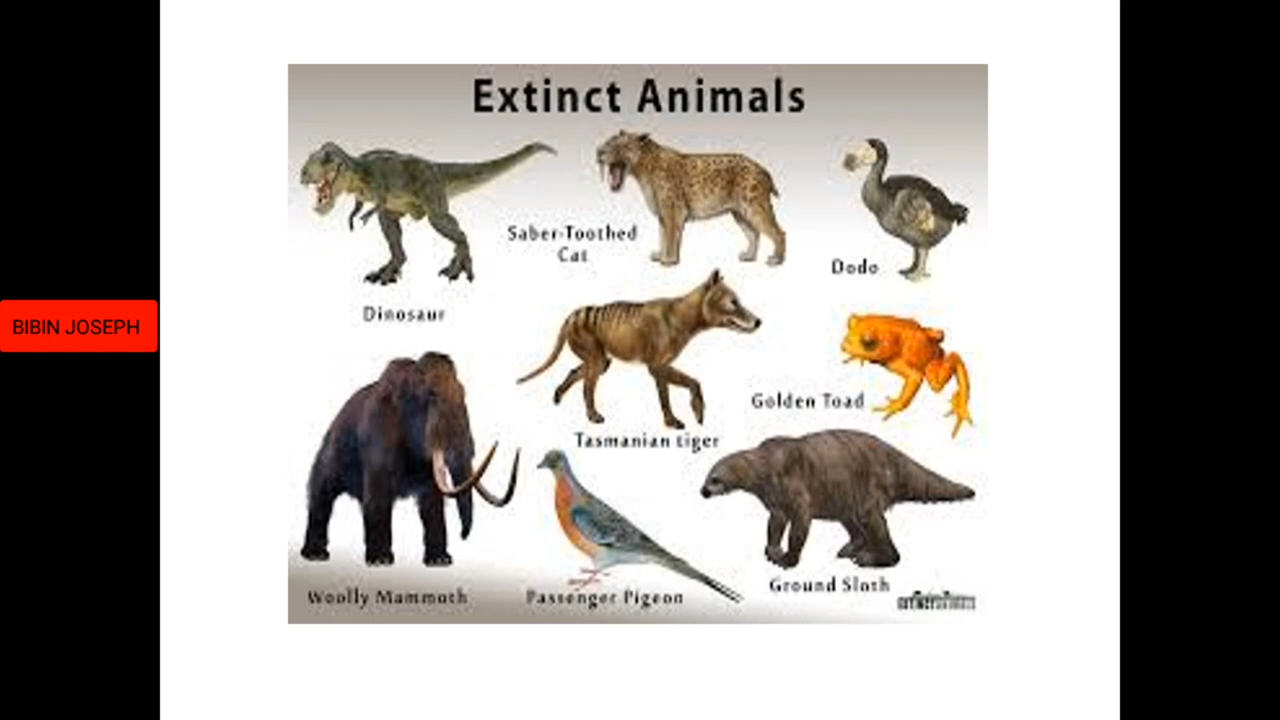 Extinct Animals
Saber-Toothed
Cat
Dodo
Dinosaur
BIBIN JOSEPH
Golden Toad
Tasmanian tiger
Ground Sloth
Woolly Mammoth
Passenger Pigeon